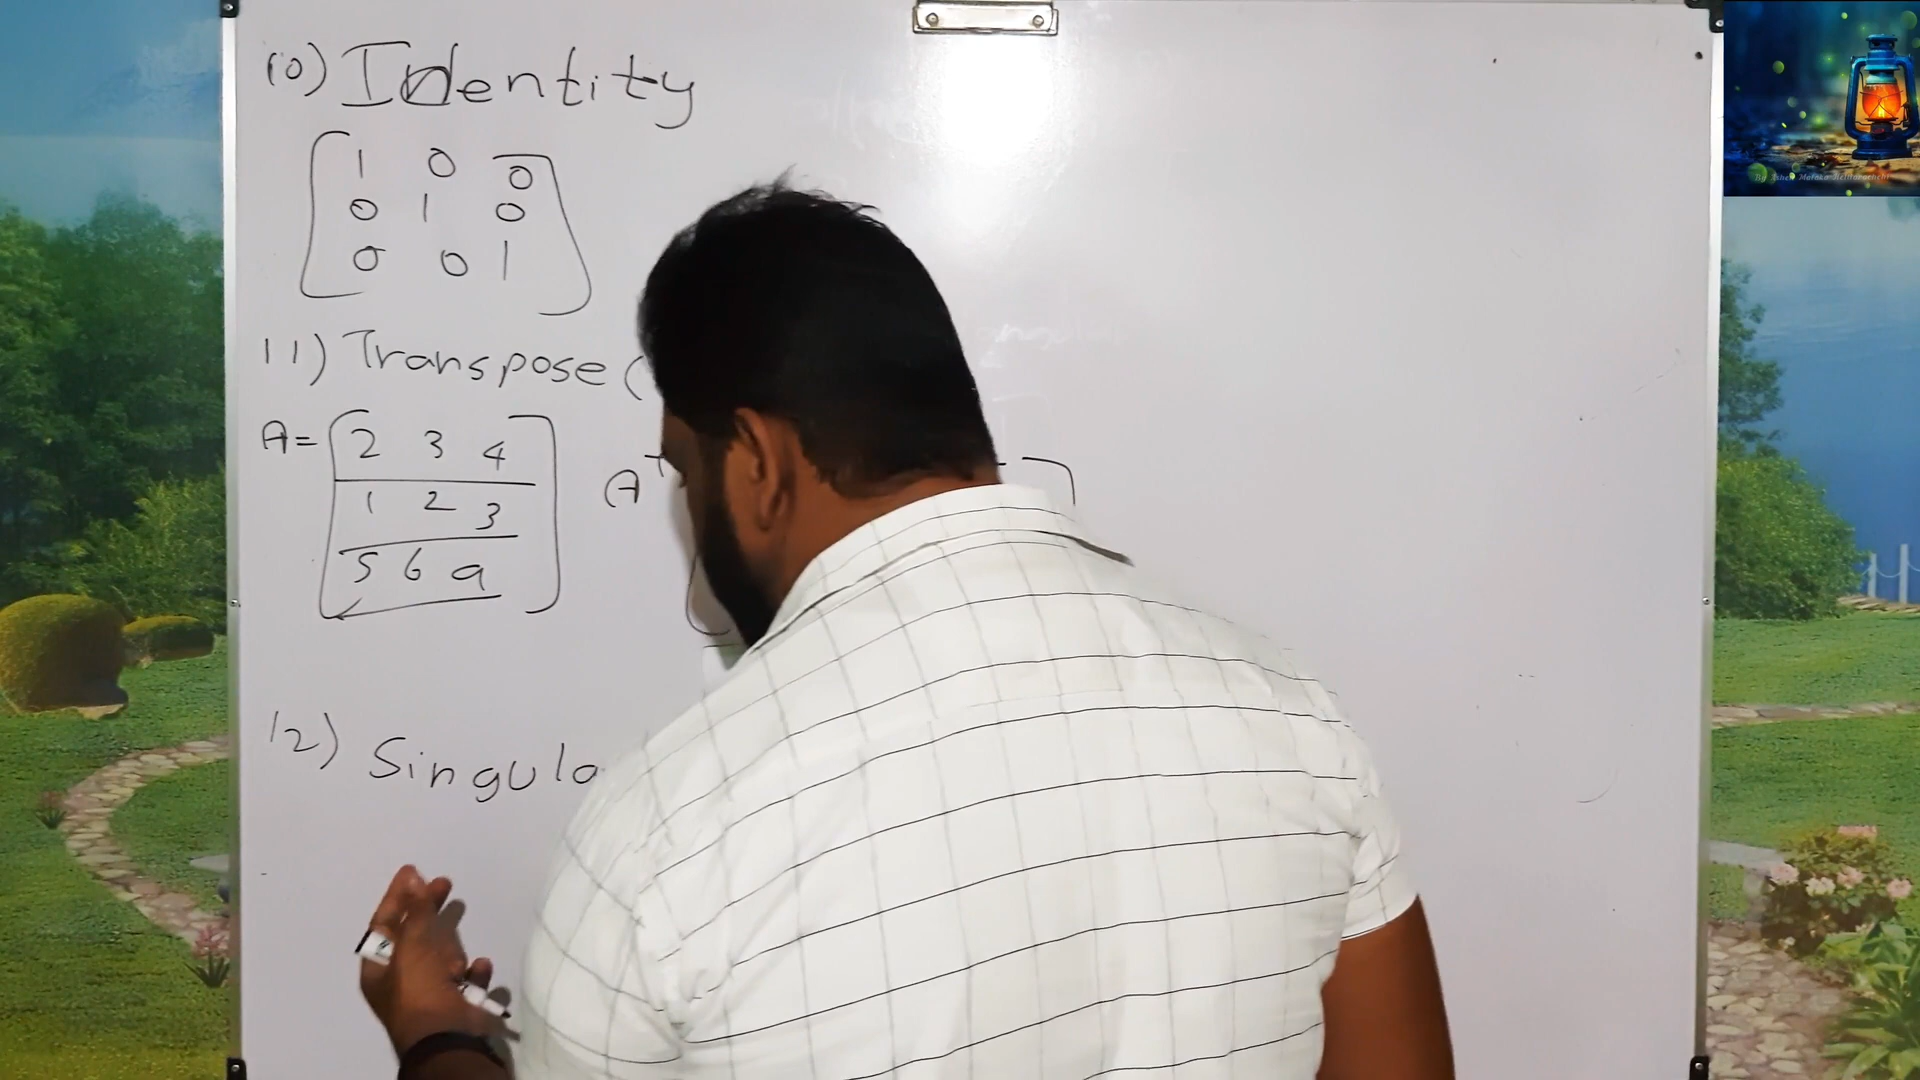 10) Identity
1 0 0
0 1 0
0 0 1
11) Transpose (
A = 2 3 4
1 2 3
5 6 9
A^T
12) Singula